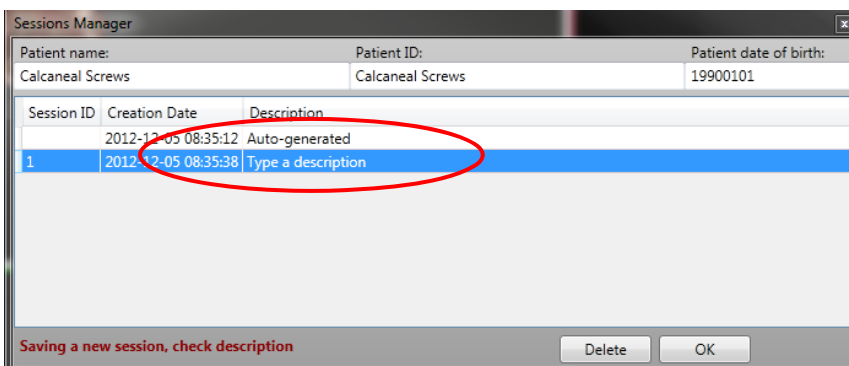 Sessions Manager x
Patient name: Patient ID: Patient date of birth:
Calcaneal Screws Calcaneal Screws 19900101
Session ID Creation Date Description
2012-12-05 08:35:12 Auto-generated
1 2012-12-05 08:35:38 Type a description
Saving a new session, check description Delete OK